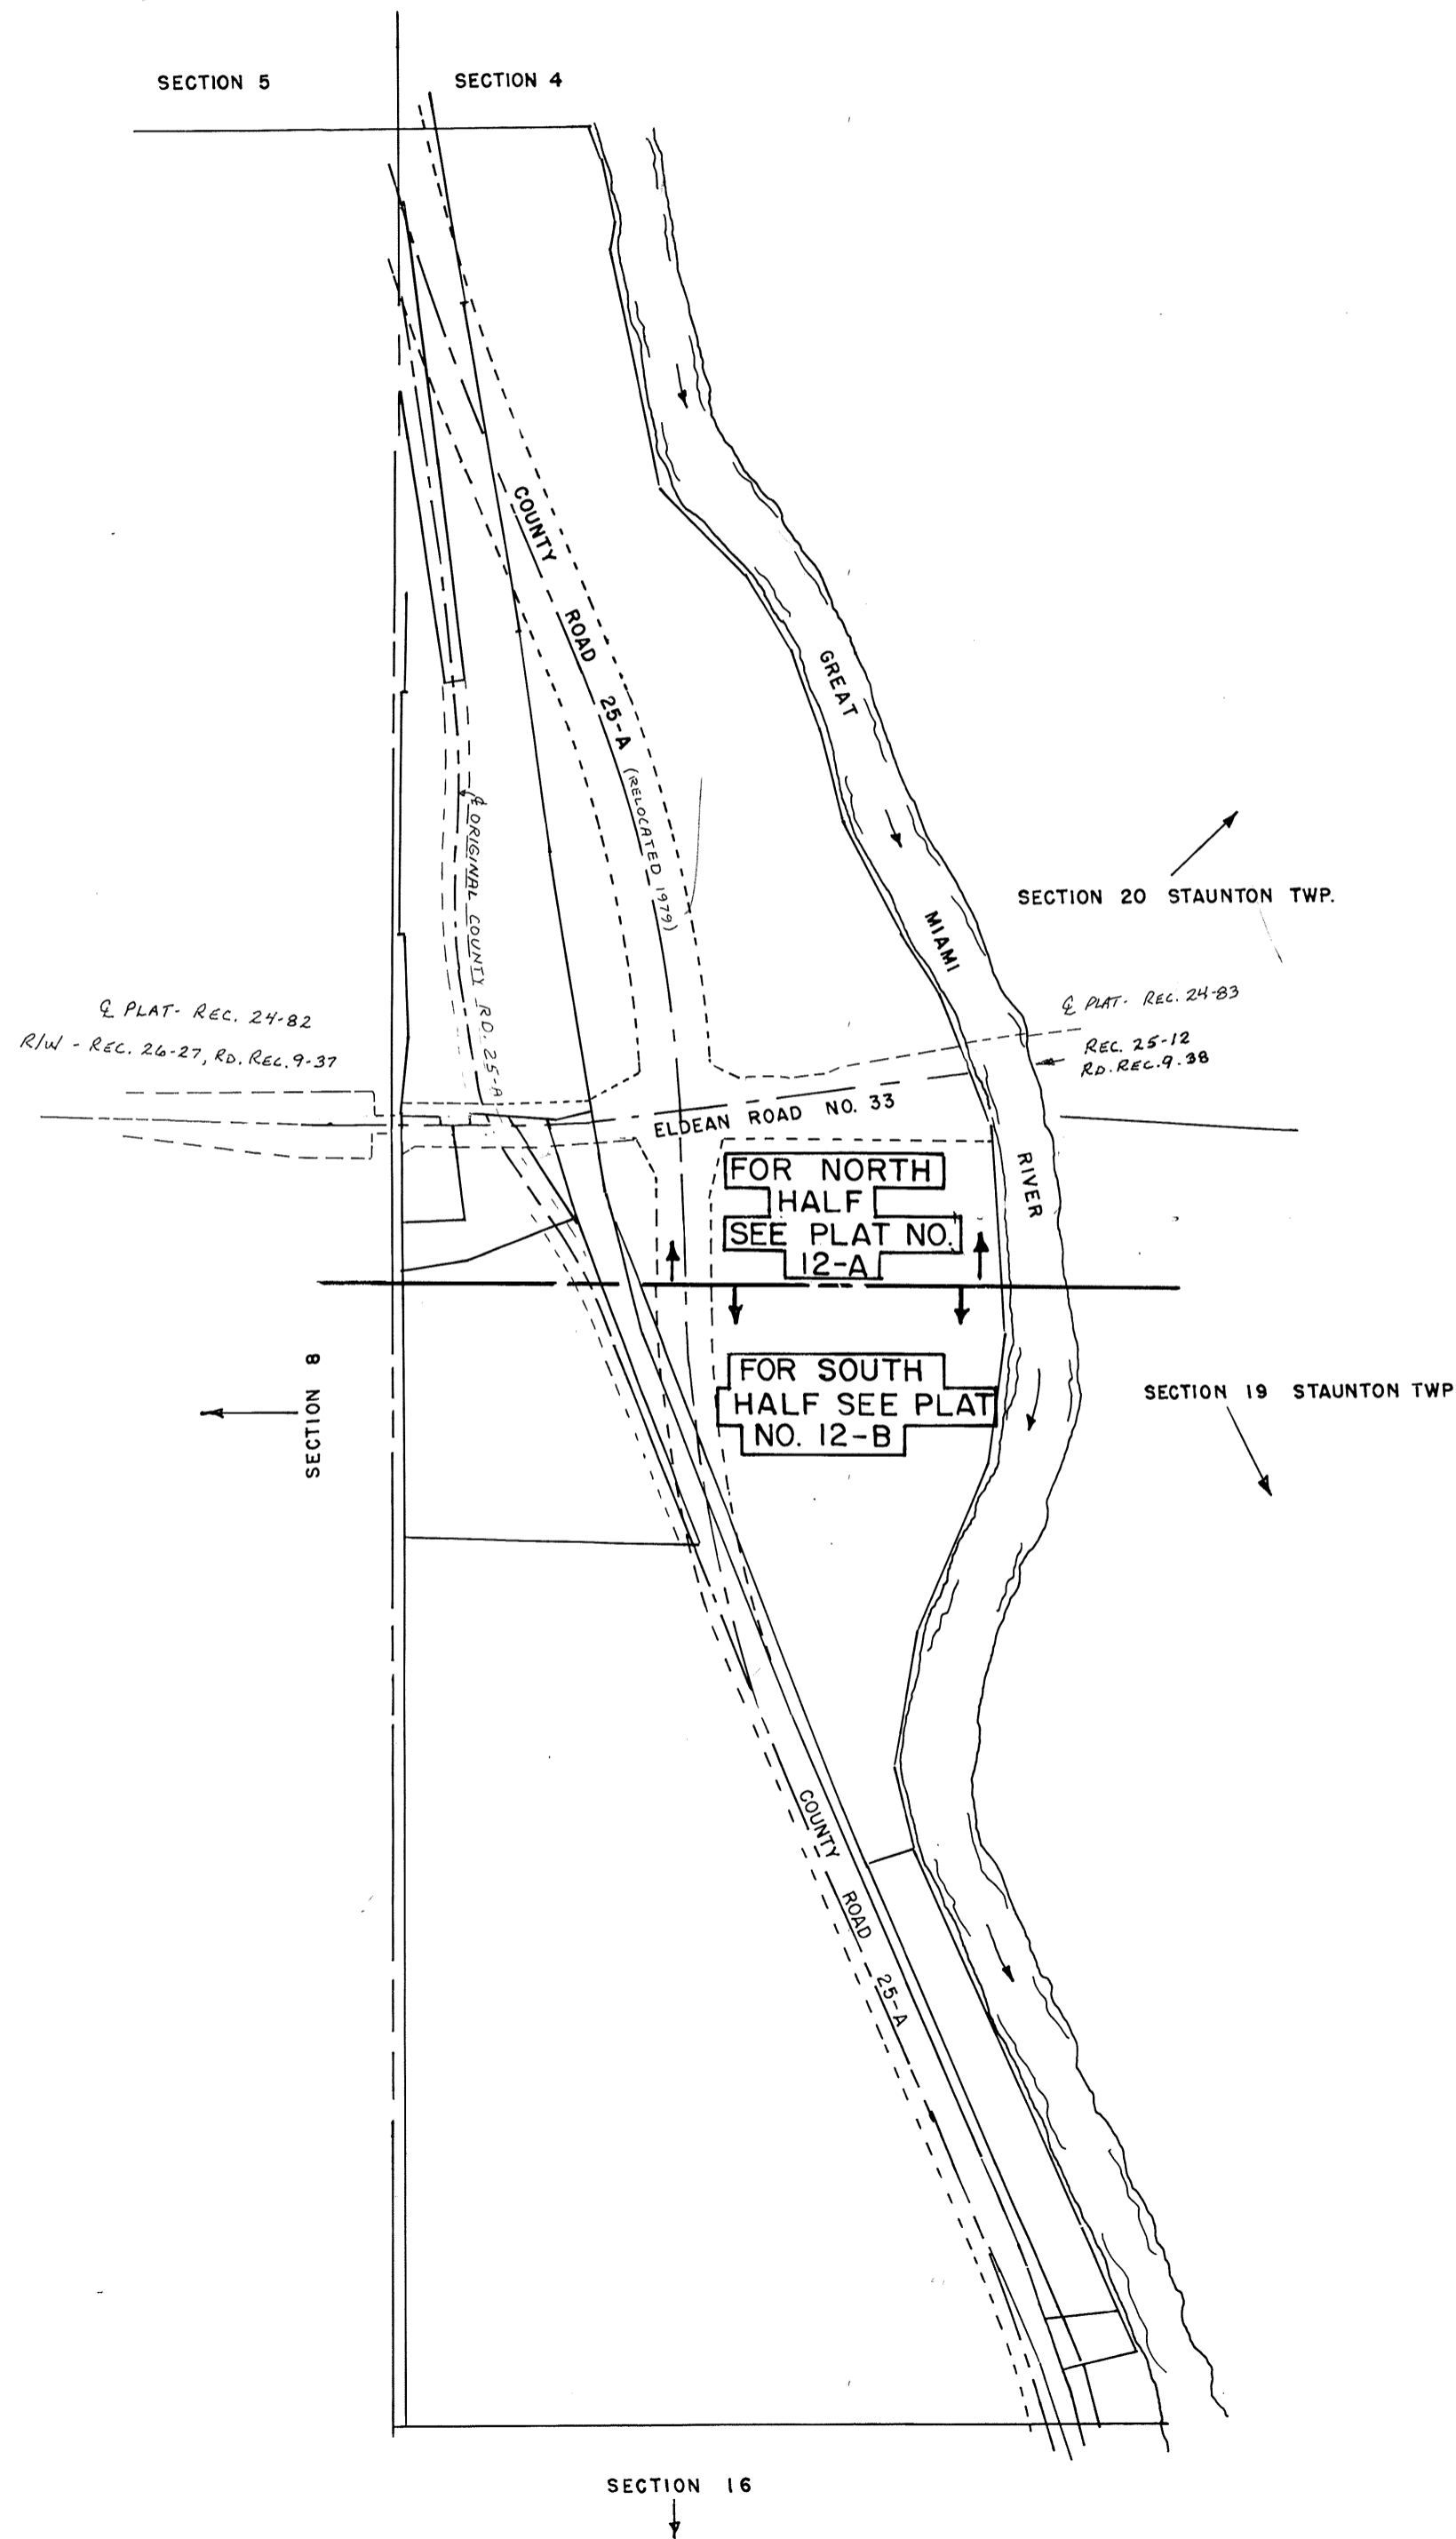 SECTION 5
SECTION 4
COUNTY ROAD 25-A (RELOCATED 1979)
GREAT MIAMI RIVER
℄ ORIGINAL COUNTY RD. 25-A
SECTION 20 STAUNTON TWP.
℄ PLAT- REC. 24-82
R/W - REC. 26-27, RD. REC. 9-37
℄ PLAT- REC. 24-83
REC. 25-12
RD. REC. 9-38
ELDEAN ROAD NO. 33
FOR NORTH
HALF
SEE PLAT NO.
12-A
FOR SOUTH
HALF SEE PLAT
NO. 12-B
SECTION 8
SECTION 19 STAUNTON TWP
COUNTY ROAD 25-A
SECTION 16